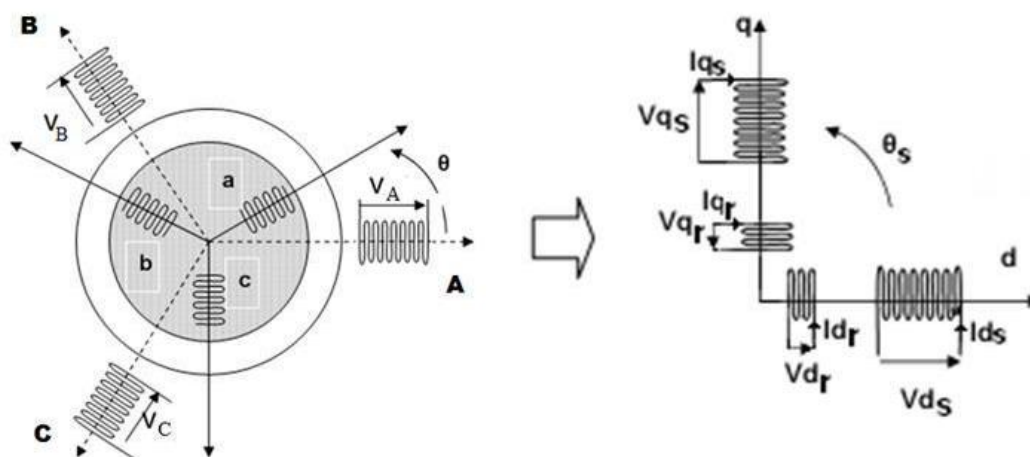 B
V_B
a
θ
V_A
b
c
A
C
V_C
q
Iqs
Vqs
θs
Iqr
Vqr
d
Idr
Ids
Vdr
Vds